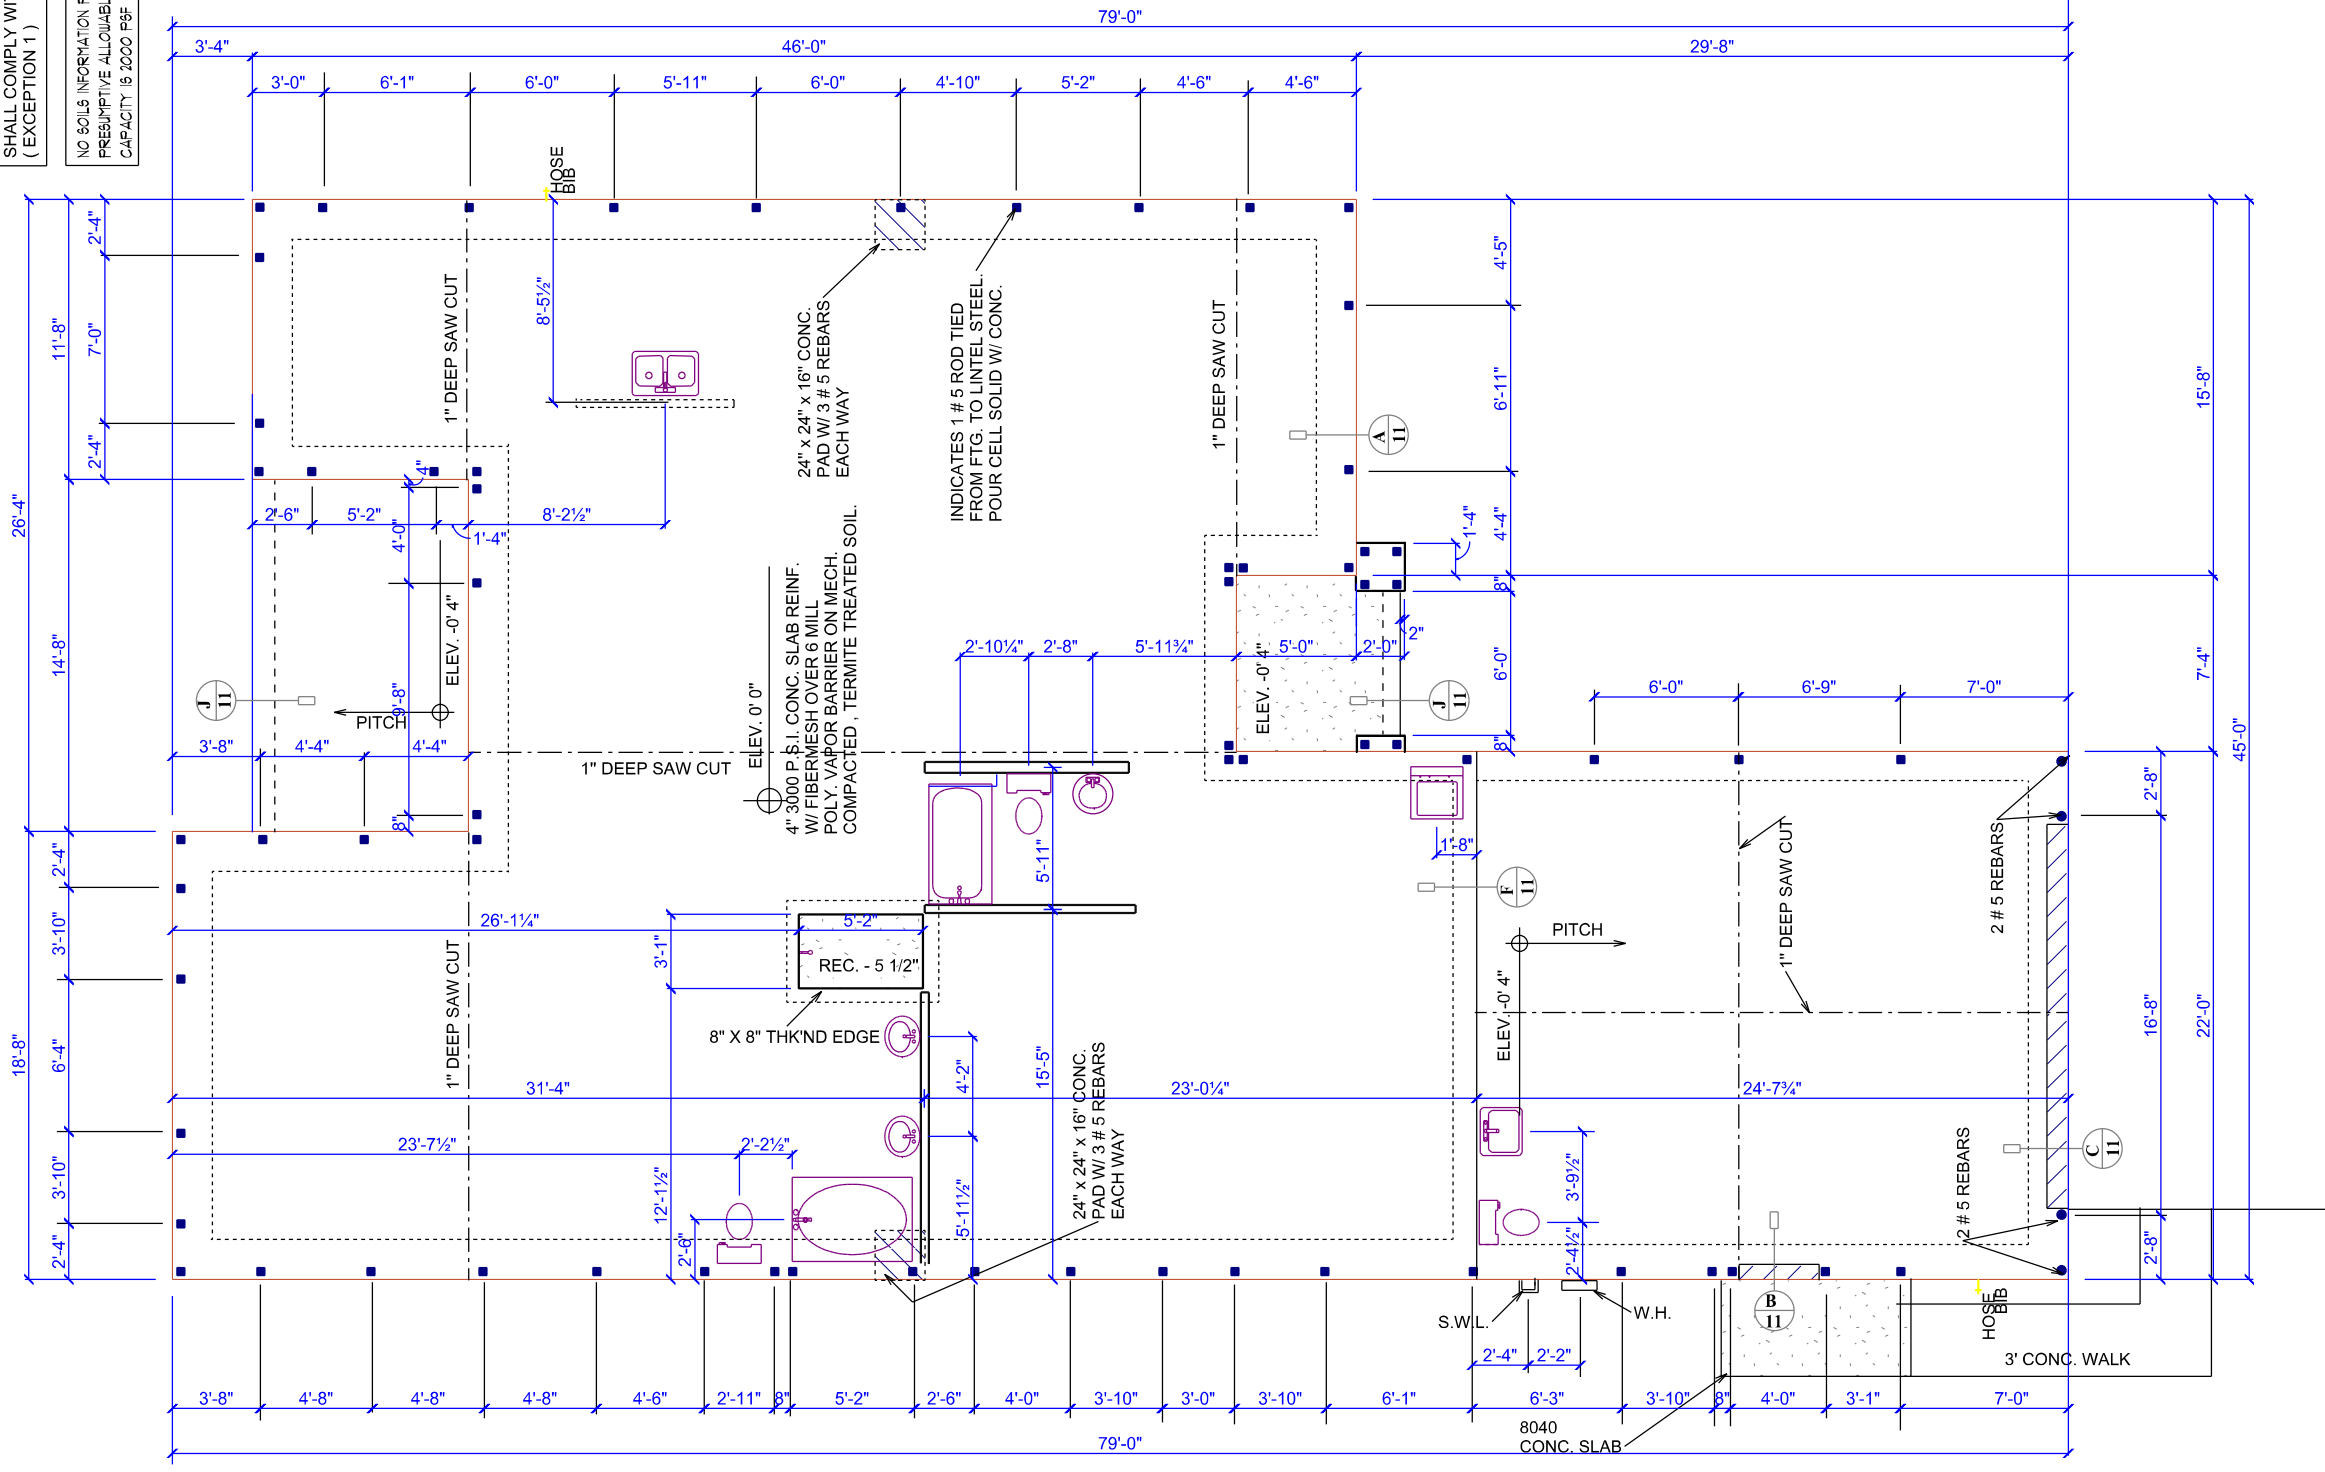 SHALL COMPLY WI
( EXCEPTION 1 )
NO SOILS INFORMATION
PRESUMPTIVE ALLOWABL
CAPACITY IS 2000 PSF
79'-0"
3'-4"
46'-0"
29'-8"
3'-0"
6'-1"
6'-0"
5'-11"
6'-0"
4'-10"
5'-2"
4'-6"
4'-6"
HOSE
BIB
26'-4"
18'-8"
11'-8"
14'-8"
2'-4"
7'-0"
2'-4"
2'-4"
3'-10"
6'-4"
3'-10"
2'-4"
8'-5½"
1" DEEP SAW CUT
24" x 24" x 16" CONC.
PAD W/ 3 # 5 REBARS
EACH WAY
INDICATES 1 # 5 ROD TIED
FROM FTG. TO LINTEL STEEL.
POUR CELL SOLID W/ CONC.
1" DEEP SAW CUT
A
11
4'-5"
6'-11"
4'-4"
8"
6'-0"
8"
1'-4"
15'-8"
7'-4"
22'-0"
45'-0"
4"
2'-6"
5'-2"
1'-4"
8'-2½"
4'-0"
9'-8"
8"
ELEV. -0' 4"
PITCH
J
11
3'-8"
4'-4"
4'-4"
1" DEEP SAW CUT
ELEV. 0' 0"
4" 3000 P.S.I. CONC. SLAB REINF.
W/ FIBERMESH OVER 6 MILL
POLY. VAPOR BARRIER ON MECH.
COMPACTED , TERMITE TREATED SOIL.
2'-10¼"
2'-8"
5'-11¾"
5'-0"
2'-0"
2"
ELEV. -0' 4"
J
11
6'-0"
6'-9"
7'-0"
5'-11"
1'-8"
F
11
2'-8"
16'-8"
2'-8"
2 # 5 REBARS
1" DEEP SAW CUT
PITCH
ELEV. -0' 4"
26'-1¼"
5'-2"
3'-1"
REC. - 5 1/2"
8" X 8" THK'ND EDGE
1" DEEP SAW CUT
31'-4"
23'-0¼"
24'-7¾"
4'-2"
15'-5"
24" x 24" x 16" CONC.
PAD W/ 3 # 5 REBARS
EACH WAY
23'-7½"
2'-2½"
12'-1½"
2'-6"
5'-11½"
3'-9½"
2'-4½"
2 # 5 REBARS
C
11
B
11
S.W.L.
W.H.
2'-4"
2'-2"
HOSE
BIB
3' CONC. WALK
3'-8"
4'-8"
4'-8"
4'-8"
4'-6"
2'-11"
8"
5'-2"
2'-6"
4'-0"
3'-10"
3'-0"
3'-10"
6'-1"
6'-3"
3'-10"
8"
4'-0"
3'-1"
7'-0"
8040
CONC. SLAB
79'-0"